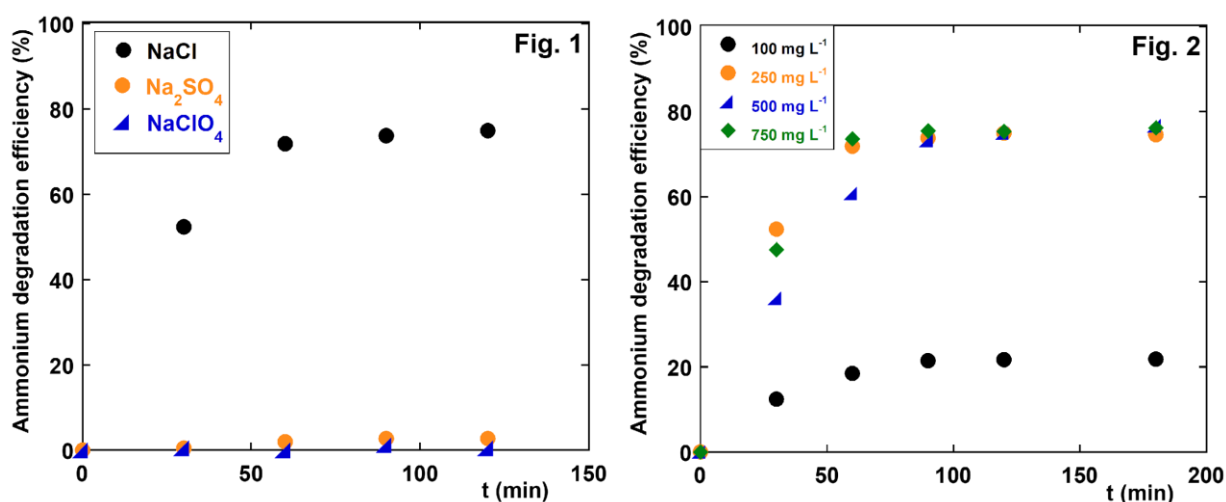 Fig. 1
NaCl
Na₂SO₄
NaClO₄
Ammonium degradation efficiency (%)
100
80
60
40
20
0
0
50
100
150
t (min)
Fig. 2
100 mg L⁻¹
250 mg L⁻¹
500 mg L⁻¹
750 mg L⁻¹
Ammonium degradation efficiency (%)
100
80
60
40
20
0
0
50
100
150
200
t (min)